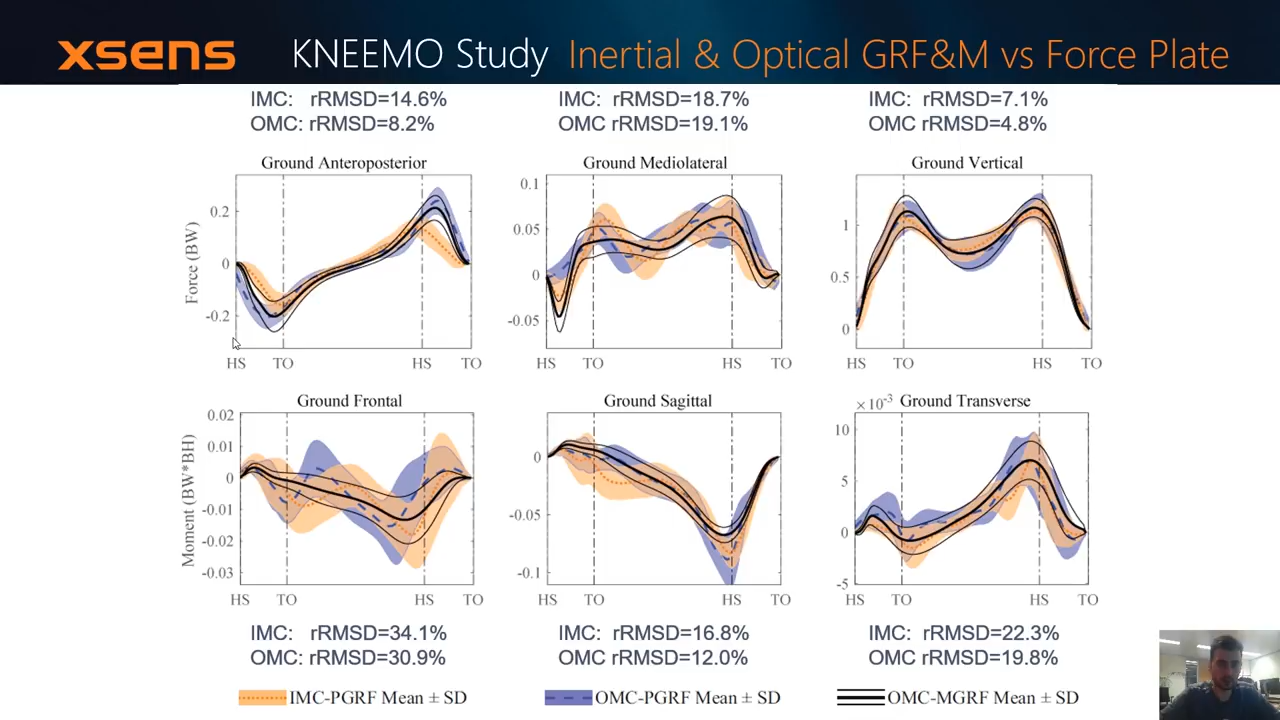 xsens KNEEMO Study Inertial & Optical GRF&M vs Force Plate
IMC: rRMSD=14.6% IMC: rRMSD=18.7% IMC: rRMSD=7.1%
OMC: rRMSD=8.2% OMC rRMSD=19.1% OMC rRMSD=4.8%
Ground Anteroposterior Ground Mediolateral Ground Vertical
Force (BW)
0.2
0
-0.2
HS TO HS TO
0.1
0.05
0
-0.05
HS TO HS TO
1
0.5
0
HS TO HS TO
Ground Frontal Ground Sagittal ×10⁻³ Ground Transverse
Moment (BW*BH)
0.02
0.01
0
-0.01
-0.02
-0.03
HS TO HS TO
0
-0.05
-0.1
HS TO HS TO
10
5
0
-5
HS TO HS TO
IMC: rRMSD=34.1% IMC: rRMSD=16.8% IMC: rRMSD=22.3%
OMC: rRMSD=30.9% OMC rRMSD=12.0% OMC rRMSD=19.8%
IMC-PGRF Mean ± SD OMC-PGRF Mean ± SD OMC-MGRF Mean ± SD